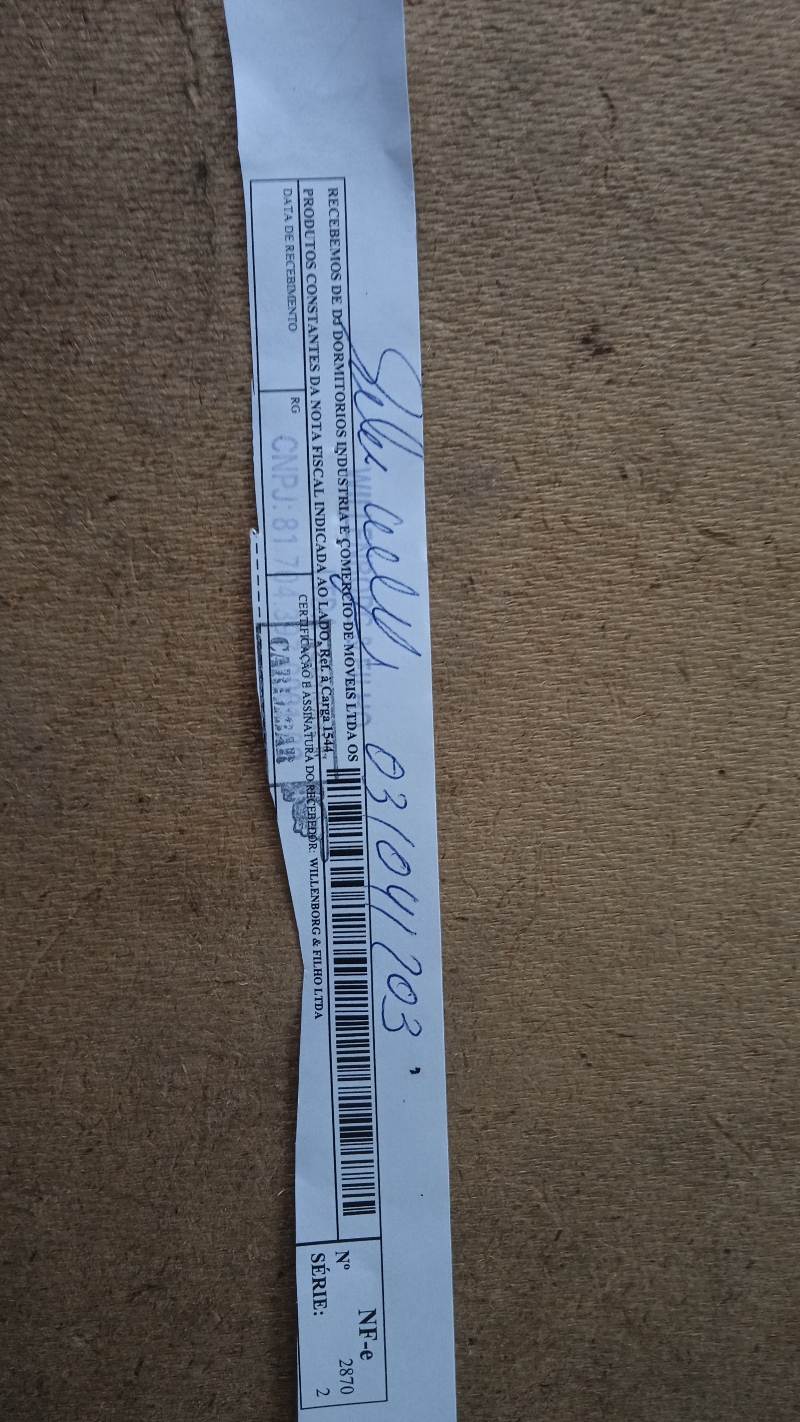 03/04/203
RECEBEMOS DE DJ DORMITORIOS INDUSTRIA E COMERCIO DE MOVEIS LTDA OS
PRODUTOS CONSTANTES DA NOTA FISCAL INDICADA AO LADO, Ref. à Carga 1544.
DATA DE RECEBIMENTO
RG
CERTIFICAÇÃO E ASSINATURA DO RECEBEDOR: WILLENBORG & FILHO LTDA
CNPJ: 81 704
NF-e
Nº 2870
SÉRIE: 2